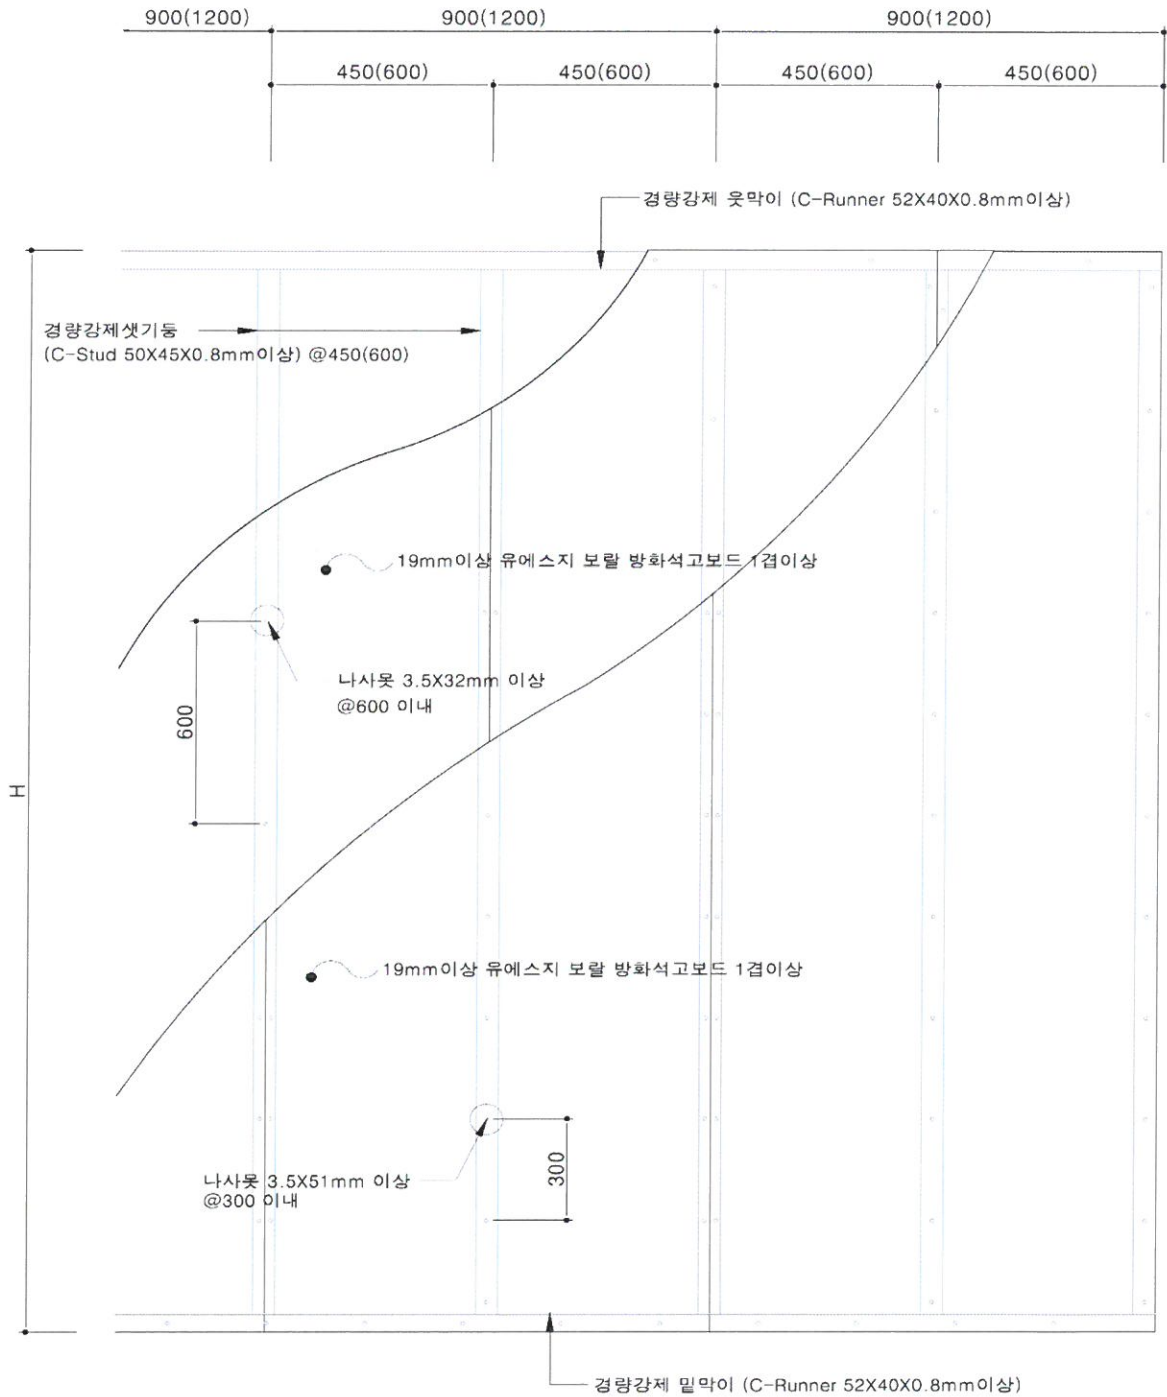 900(1200)
900(1200)
900(1200)
450(600)
450(600)
450(600)
450(600)
경량강제 웃막이 (C-Runner 52X40X0.8mm이상)
경량강제샛기둥
(C-Stud 50X45X0.8mm이상) @450(600)
19mm이상 유에스지 보랄 방화석고보드 1겹이상
나사못 3.5X32mm 이상
@600 이내
600
H
19mm이상 유에스지 보랄 방화석고보드 1겹이상
나사못 3.5X51mm 이상
@300 이내
300
경량강제 밑막이 (C-Runner 52X40X0.8mm이상)